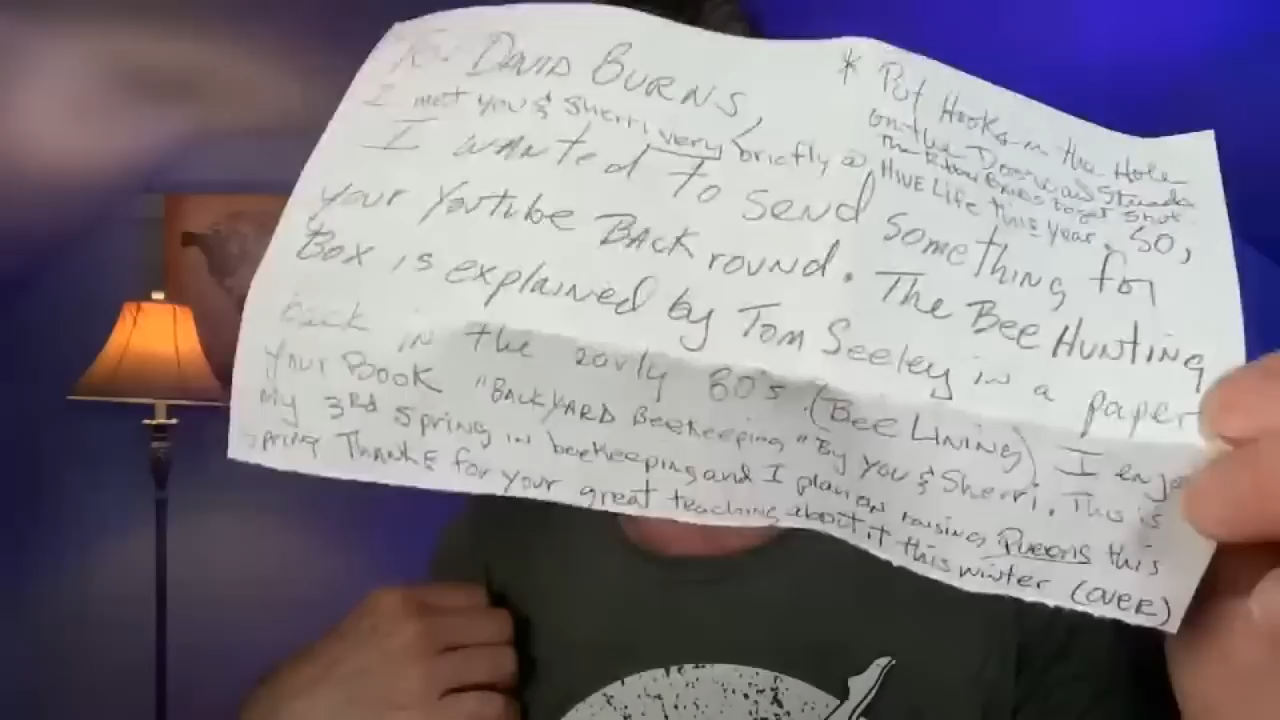 David Burns,
I met you & Sherri very briefly @ Hive Life this year. So,
I wanted to send something for
your Youtube Back round. The Bee Hunting
Box is explained by Tom Seeley in a paper
back in the early 80's (Bee Lining) I enjoy
your Book "Backyard Beekeeping" By you & Sherri. This is
my 3rd spring in beekeeping and I plan on raising Queens this
spring Thanks for your great teaching about it this winter (over)
* Put Hooks in the Hole
on the Door